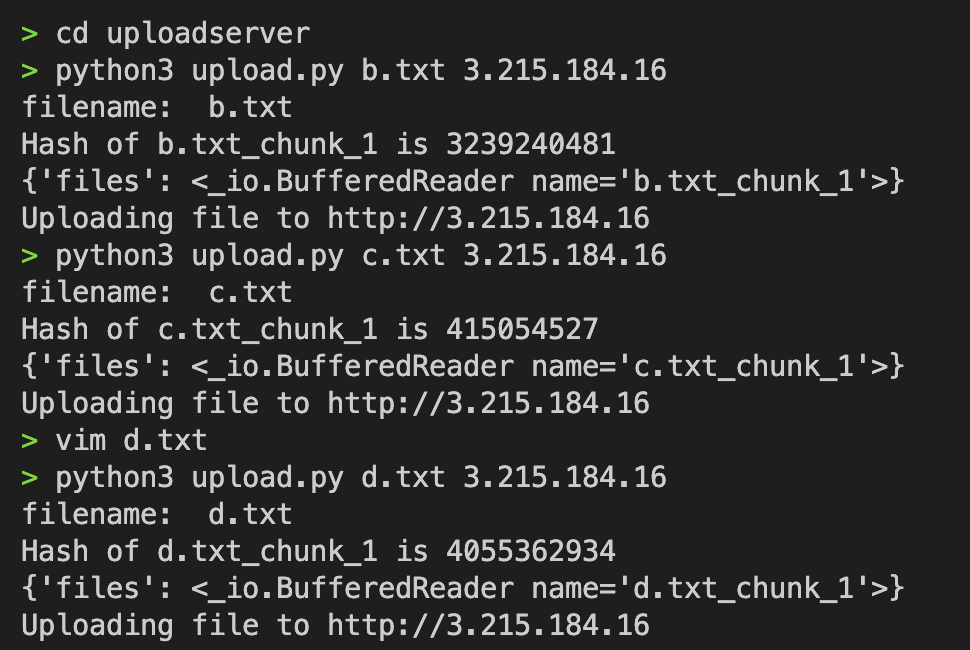 > cd uploadserver
> python3 upload.py b.txt 3.215.184.16
filename:  b.txt
Hash of b.txt_chunk_1 is 3239240481
{'files': <_io.BufferedReader name='b.txt_chunk_1'>}
Uploading file to http://3.215.184.16
> python3 upload.py c.txt 3.215.184.16
filename:  c.txt
Hash of c.txt_chunk_1 is 415054527
{'files': <_io.BufferedReader name='c.txt_chunk_1'>}
Uploading file to http://3.215.184.16
> vim d.txt
> python3 upload.py d.txt 3.215.184.16
filename:  d.txt
Hash of d.txt_chunk_1 is 4055362934
{'files': <_io.BufferedReader name='d.txt_chunk_1'>}
Uploading file to http://3.215.184.16